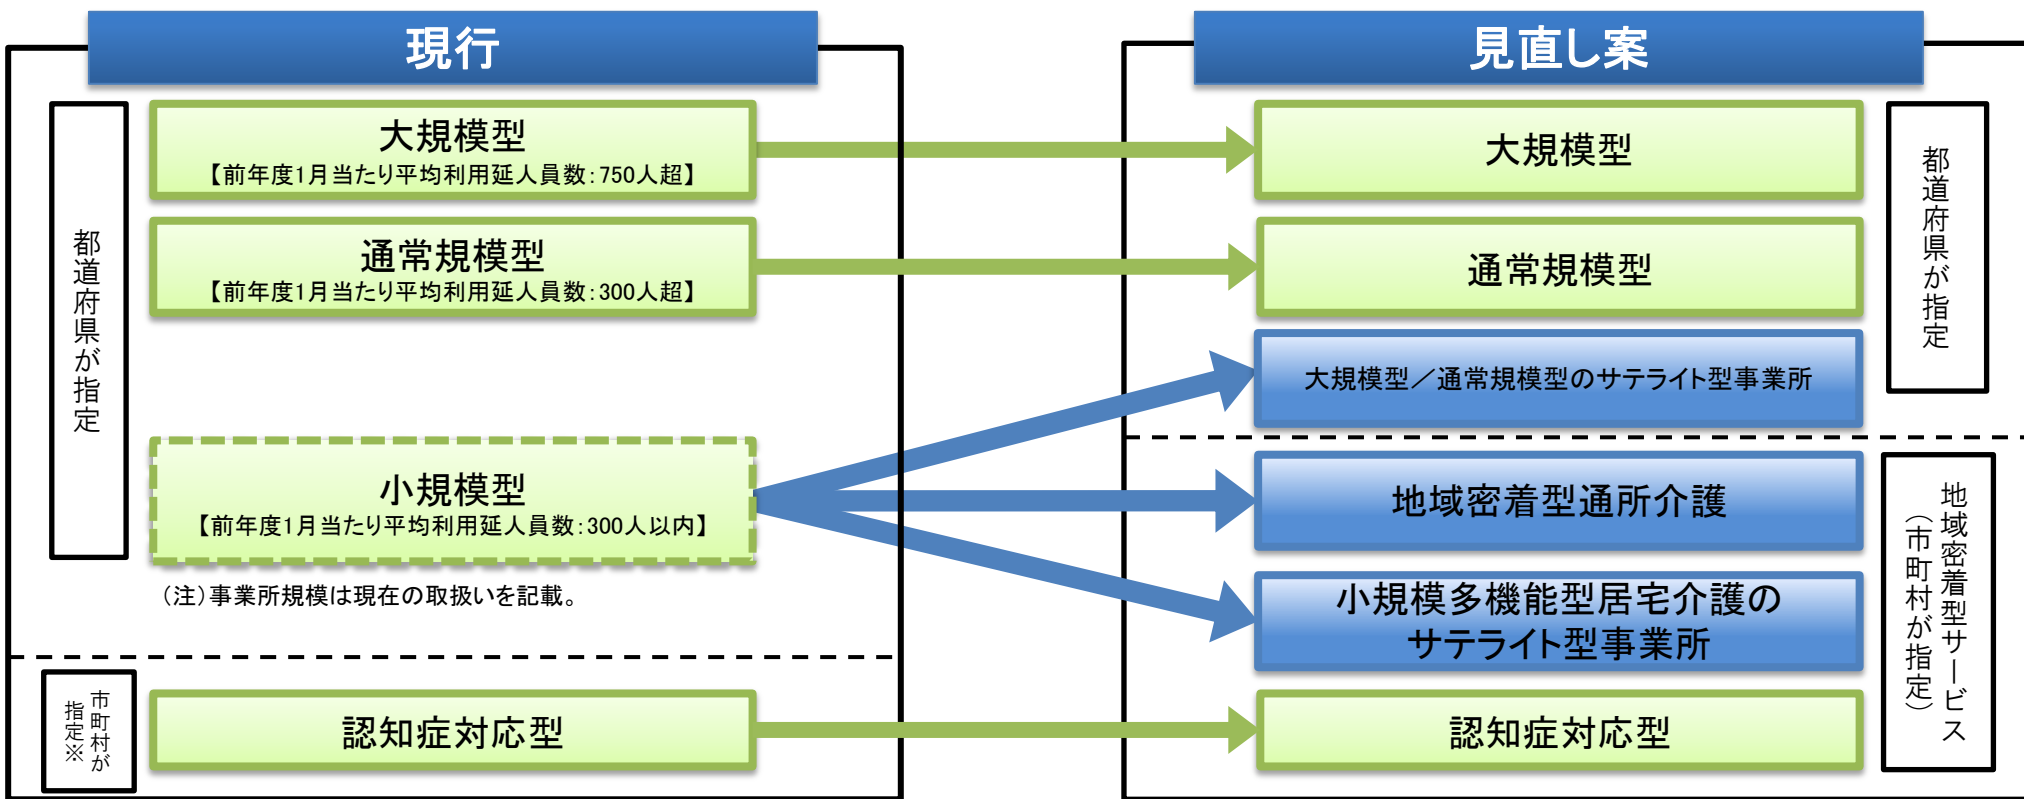 現行
都道府県が指定
大規模型
【前年度1月当たり平均利用延人員数:750人超】
通常規模型
【前年度1月当たり平均利用延人員数:300人超】
小規模型
【前年度1月当たり平均利用延人員数:300人以内】
(注)事業所規模は現在の取扱いを記載。
市町村が
指定※
認知症対応型
見直し案
大規模型
通常規模型
大規模型/通常規模型のサテライト型事業所
都道府県が指定
地域密着型通所介護
小規模多機能型居宅介護の
サテライト型事業所
認知症対応型
地域密着型サービス
(市町村が指定)